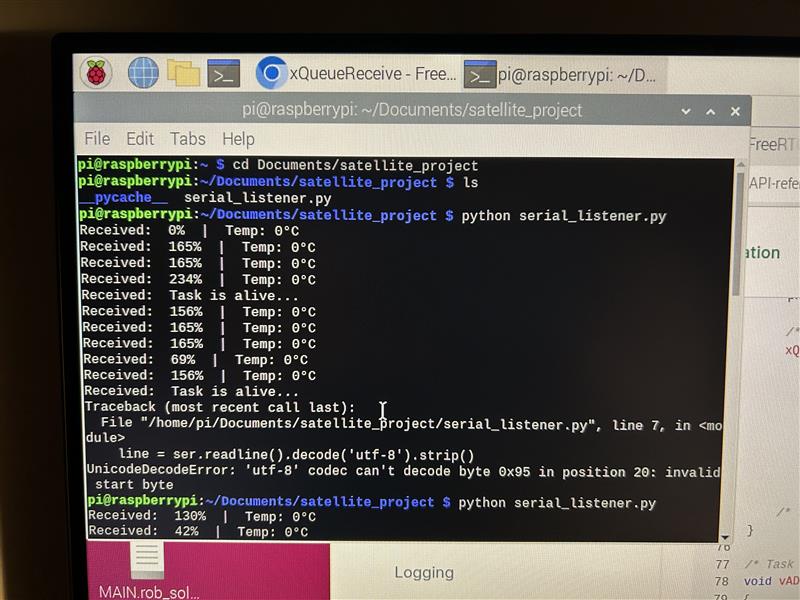 xQueueReceive - Free...
pi@raspberrypi: ~/D...
pi@raspberrypi: ~/Documents/satellite_project
File Edit Tabs Help
pi@raspberrypi:~ $ cd Documents/satellite_project
pi@raspberrypi:~/Documents/satellite_project $ ls
__pycache__ serial_listener.py
pi@raspberrypi:~/Documents/satellite_project $ python serial_listener.py
Received: 0% | Temp: 0°C
Received: 165% | Temp: 0°C
Received: 165% | Temp: 0°C
Received: 234% | Temp: 0°C
Received: Task is alive...
Received: 156% | Temp: 0°C
Received: 165% | Temp: 0°C
Received: 165% | Temp: 0°C
Received: 69% | Temp: 0°C
Received: 156% | Temp: 0°C
Received: Task is alive...
Traceback (most recent call last):
File "/home/pi/Documents/satellite_project/serial_listener.py", line 7, in <mo
dule>
line = ser.readline().decode('utf-8').strip()
UnicodeDecodeError: 'utf-8' codec can't decode byte 0x95 in position 20: invalid
start byte
pi@raspberrypi:~/Documents/satellite_project $ python serial_listener.py
Received: 130% | Temp: 0°C
Received: 42% | Temp: 0°C
FreeRT
API-refe
ation
/*
xQ
/*
}
76
77 /* Task
78 void vAD
79 {
MAIN.rob_sol...
Logging